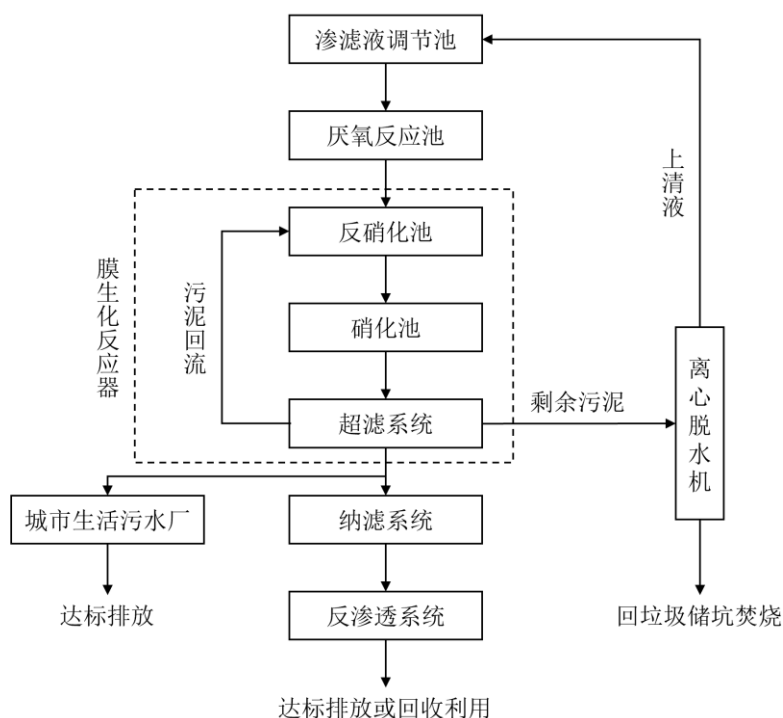 渗滤液调节池
厌氧反应池
上清液
反硝化池
膜生化反应器
污泥回流
硝化池
离心脱水机
剩余污泥
超滤系统
城市生活污水厂
纳滤系统
达标排放
反渗透系统
回垃圾储坑焚烧
达标排放或回收利用